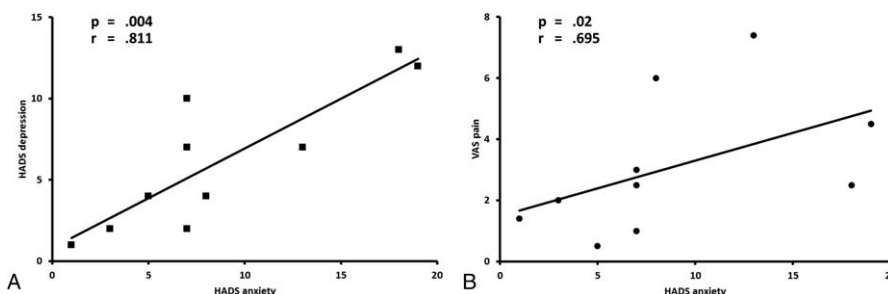 p = .004
r = .811
15
10
5
0
HADS depression
0 5 10 15 20
HADS anxiety
A
p = .02
r = .695
8
6
4
2
0
VAS pain
0 5 10 15
HADS anxiety
B